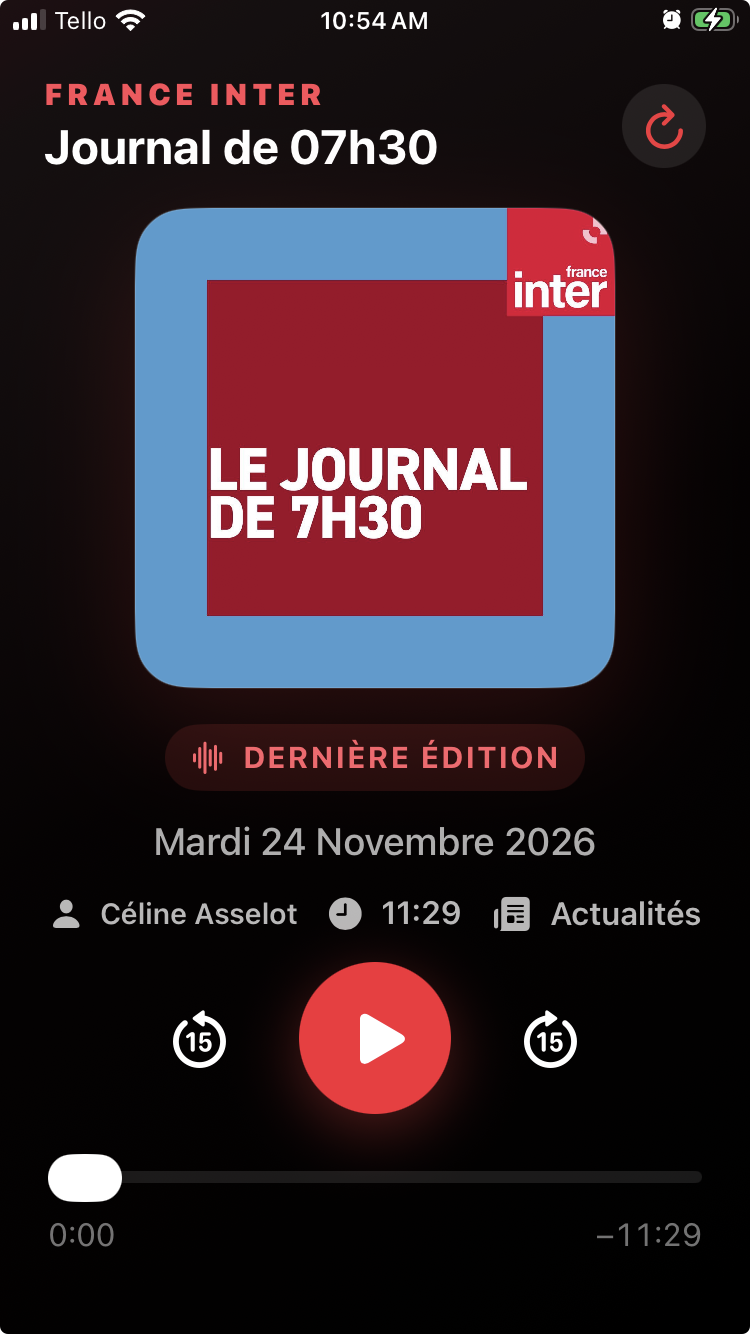 Tello 10:54 AM
FRANCE INTER
Journal de 07h30
france
inter
LE JOURNAL
DE 7H30
DERNIÈRE ÉDITION
Mardi 24 Novembre 2026
Céline Asselot 11:29 Actualités
15 15
0:00 –11:29